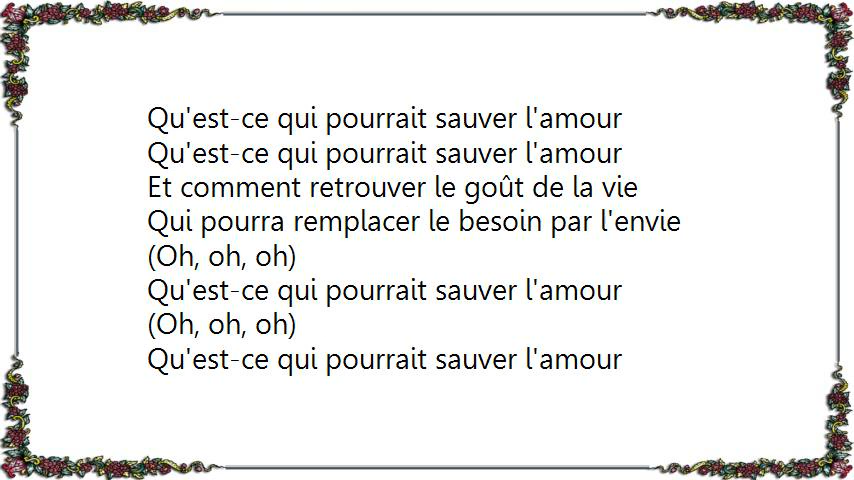 Qu'est-ce qui pourrait sauver l'amour
Qu'est-ce qui pourrait sauver l'amour
Et comment retrouver le goût de la vie
Qui pourra remplacer le besoin par l'envie
(Oh, oh, oh)
Qu'est-ce qui pourrait sauver l'amour
(Oh, oh, oh)
Qu'est-ce qui pourrait sauver l'amour